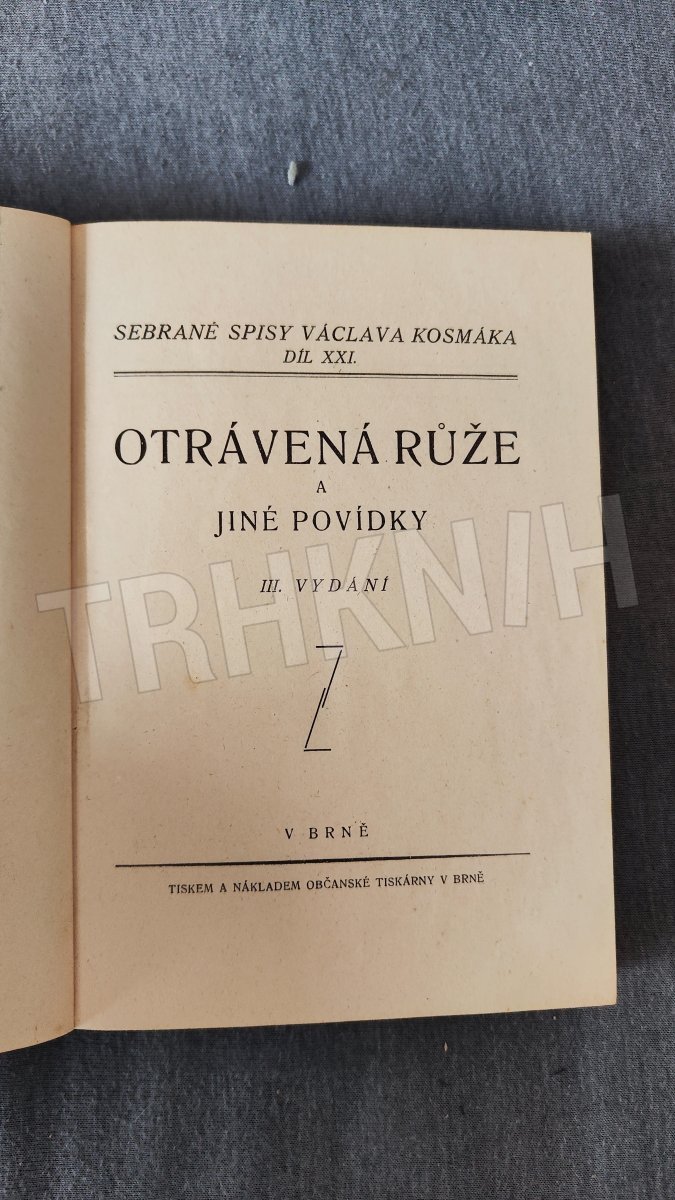 SEBRANÉ SPISY VÁCLAVA KOSMÁKA
DÍL XXI.
OTRÁVENÁ RŮŽE
A
JINÉ POVÍDKY
III. VYDÁNÍ
TRHKNIH
V BRNĚ
TISKEM A NÁKLADEM OBČANSKÉ TISKÁRNY V BRNĚ